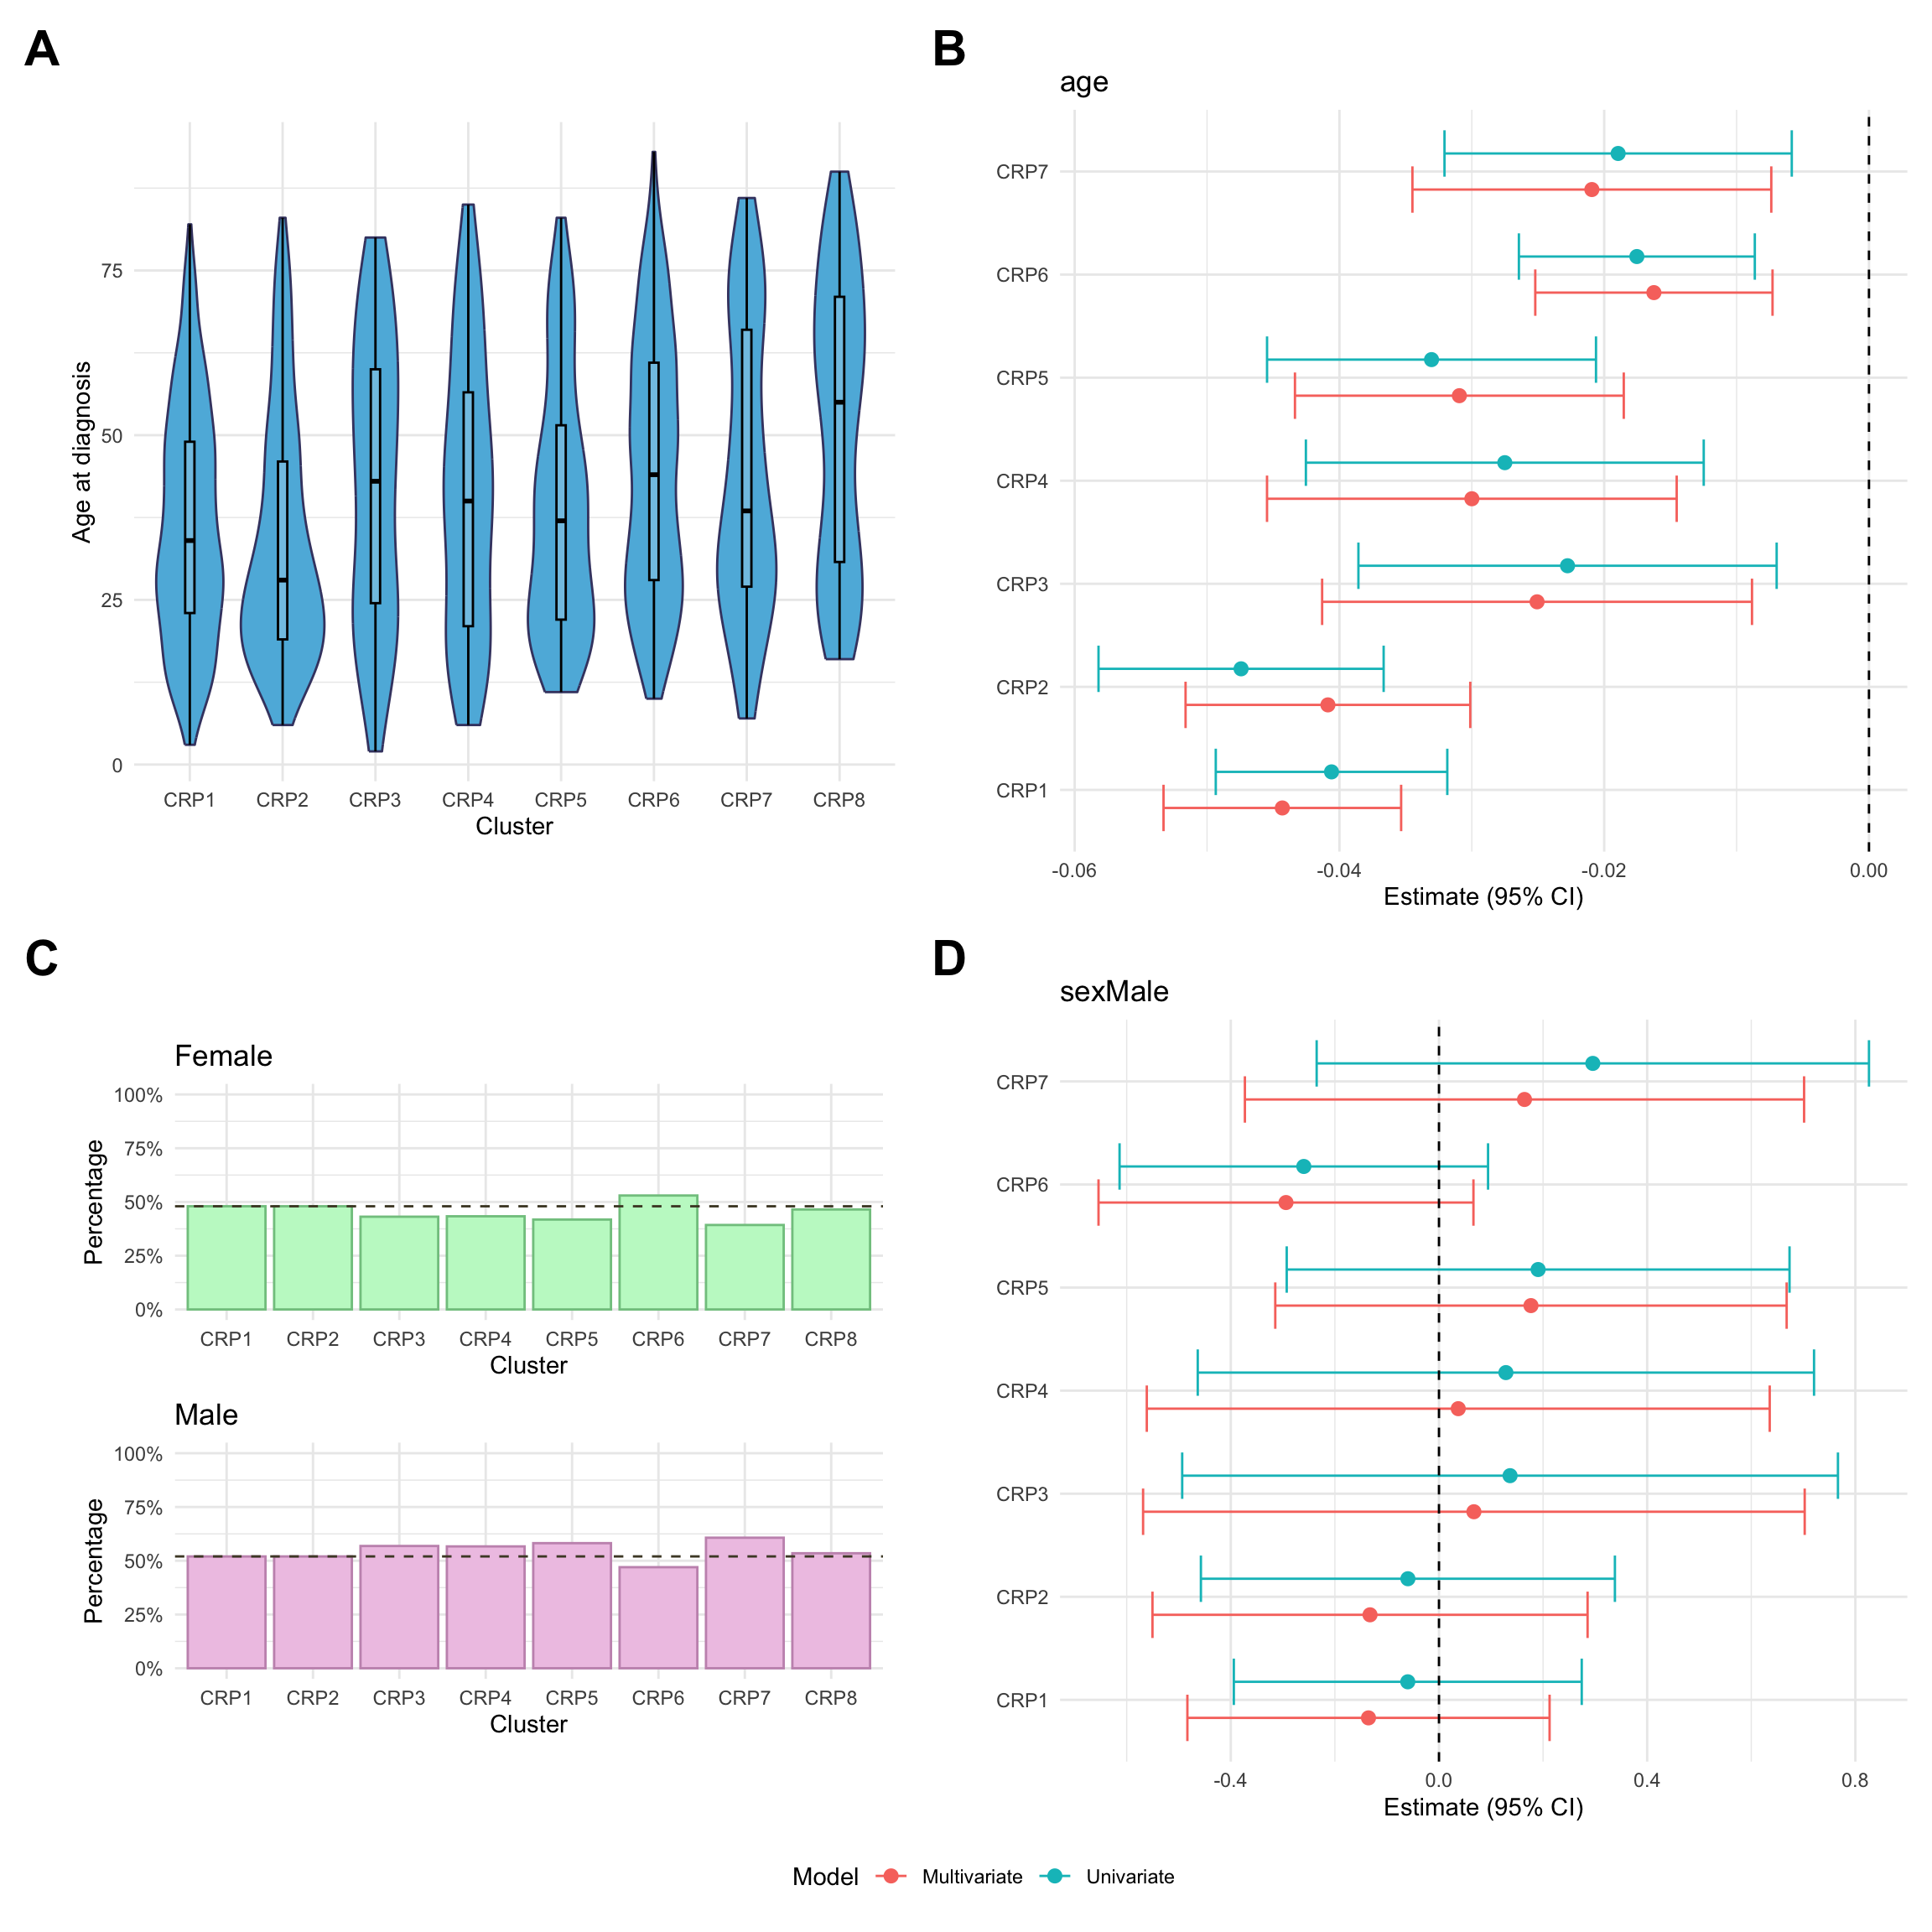 A
75
50
25
0
Age at diagnosis
CRP1 CRP2 CRP3 CRP4 CRP5 CRP6 CRP7 CRP8
Cluster
B
age
CRP7
CRP6
CRP5
CRP4
CRP3
CRP2
CRP1
-0.06 -0.04 -0.02 0.00
Estimate (95% CI)
C
Female
100%
75%
50%
25%
0%
Percentage
CRP1 CRP2 CRP3 CRP4 CRP5 CRP6 CRP7 CRP8
Cluster
Male
100%
75%
50%
25%
0%
Percentage
CRP1 CRP2 CRP3 CRP4 CRP5 CRP6 CRP7 CRP8
Cluster
D
sexMale
CRP7
CRP6
CRP5
CRP4
CRP3
CRP2
CRP1
-0.4 0.0 0.4 0.8
Estimate (95% CI)
Model Multivariate Univariate